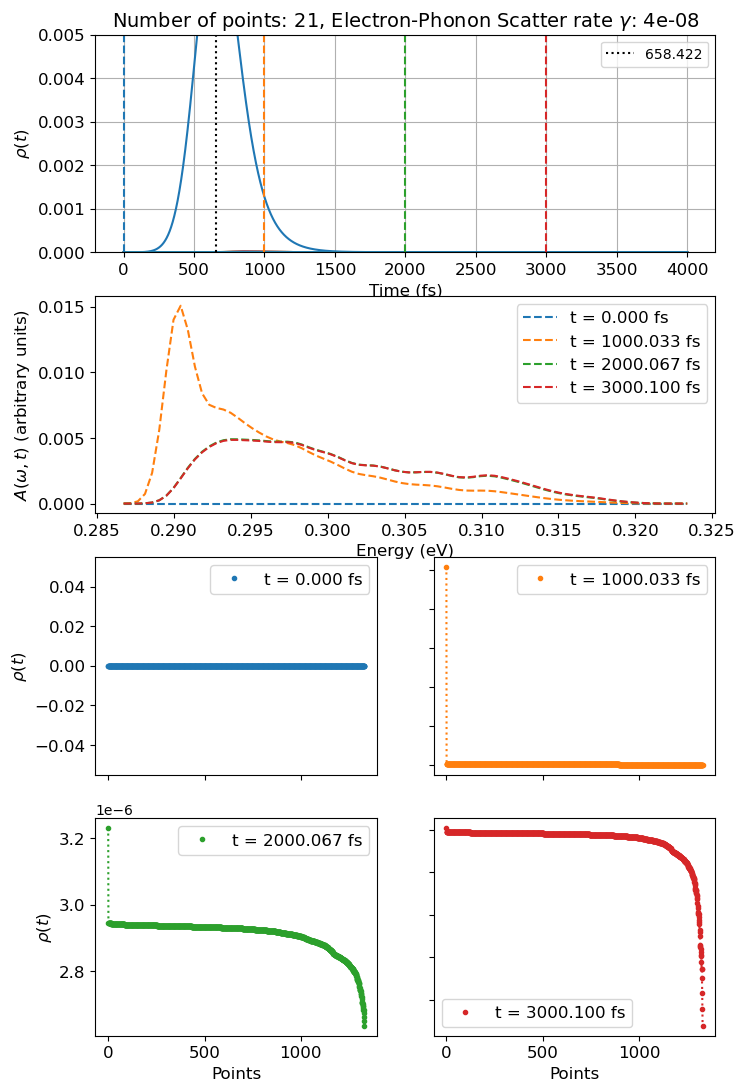 Number of points: 21, Electron-Phonon Scatter rate γ: 4e-08
0.005
0.004
0.003
0.002
0.001
0.000
ρ(t)
658.422
0 500 1000 1500 2000 2500 3000 3500 4000
Time (fs)
0.015
0.010
0.005
0.000
A(ω, t) (arbitrary units)
t = 0.000 fs
t = 1000.033 fs
t = 2000.067 fs
t = 3000.100 fs
0.285 0.290 0.295 0.300 0.305 0.310 0.315 0.320 0.325
Energy (eV)
0.04
0.02
0.00
−0.02
−0.04
ρ(t)
t = 0.000 fs
t = 1000.033 fs
1e−6
3.2
3.0
2.8
ρ(t)
t = 2000.067 fs
0 500 1000
Points
t = 3000.100 fs
0 500 1000
Points